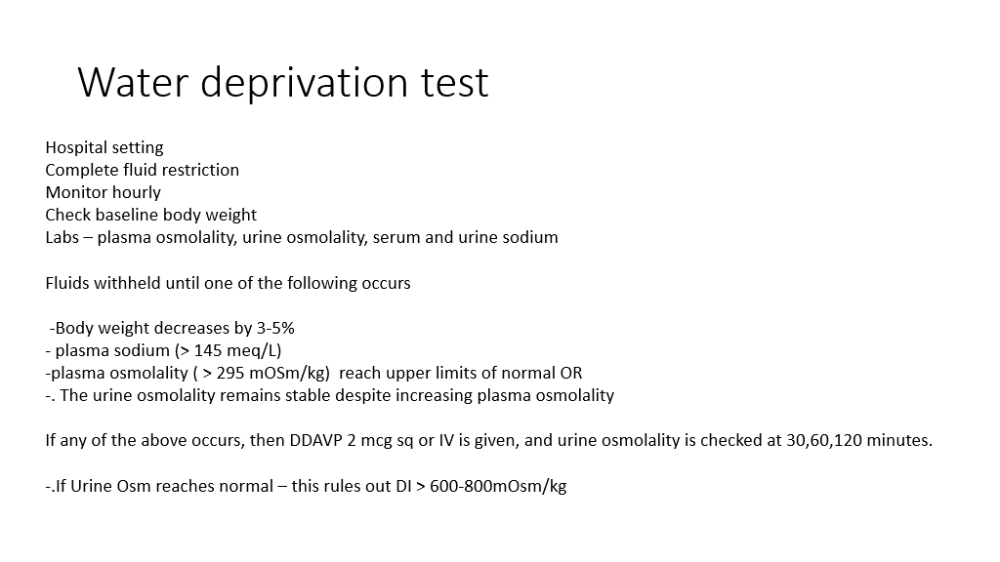 Water deprivation test
Hospital setting
Complete fluid restriction
Monitor hourly
Check baseline body weight
Labs – plasma osmolality, urine osmolality, serum and urine sodium
Fluids withheld until one of the following occurs
-Body weight decreases by 3-5%
- plasma sodium (> 145 meq/L)
-plasma osmolality ( > 295 mOSm/kg)  reach upper limits of normal OR
-. The urine osmolality remains stable despite increasing plasma osmolality
If any of the above occurs, then DDAVP 2 mcg sq or IV is given, and urine osmolality is checked at 30,60,120 minutes.
-.If Urine Osm reaches normal – this rules out DI > 600-800mOsm/kg